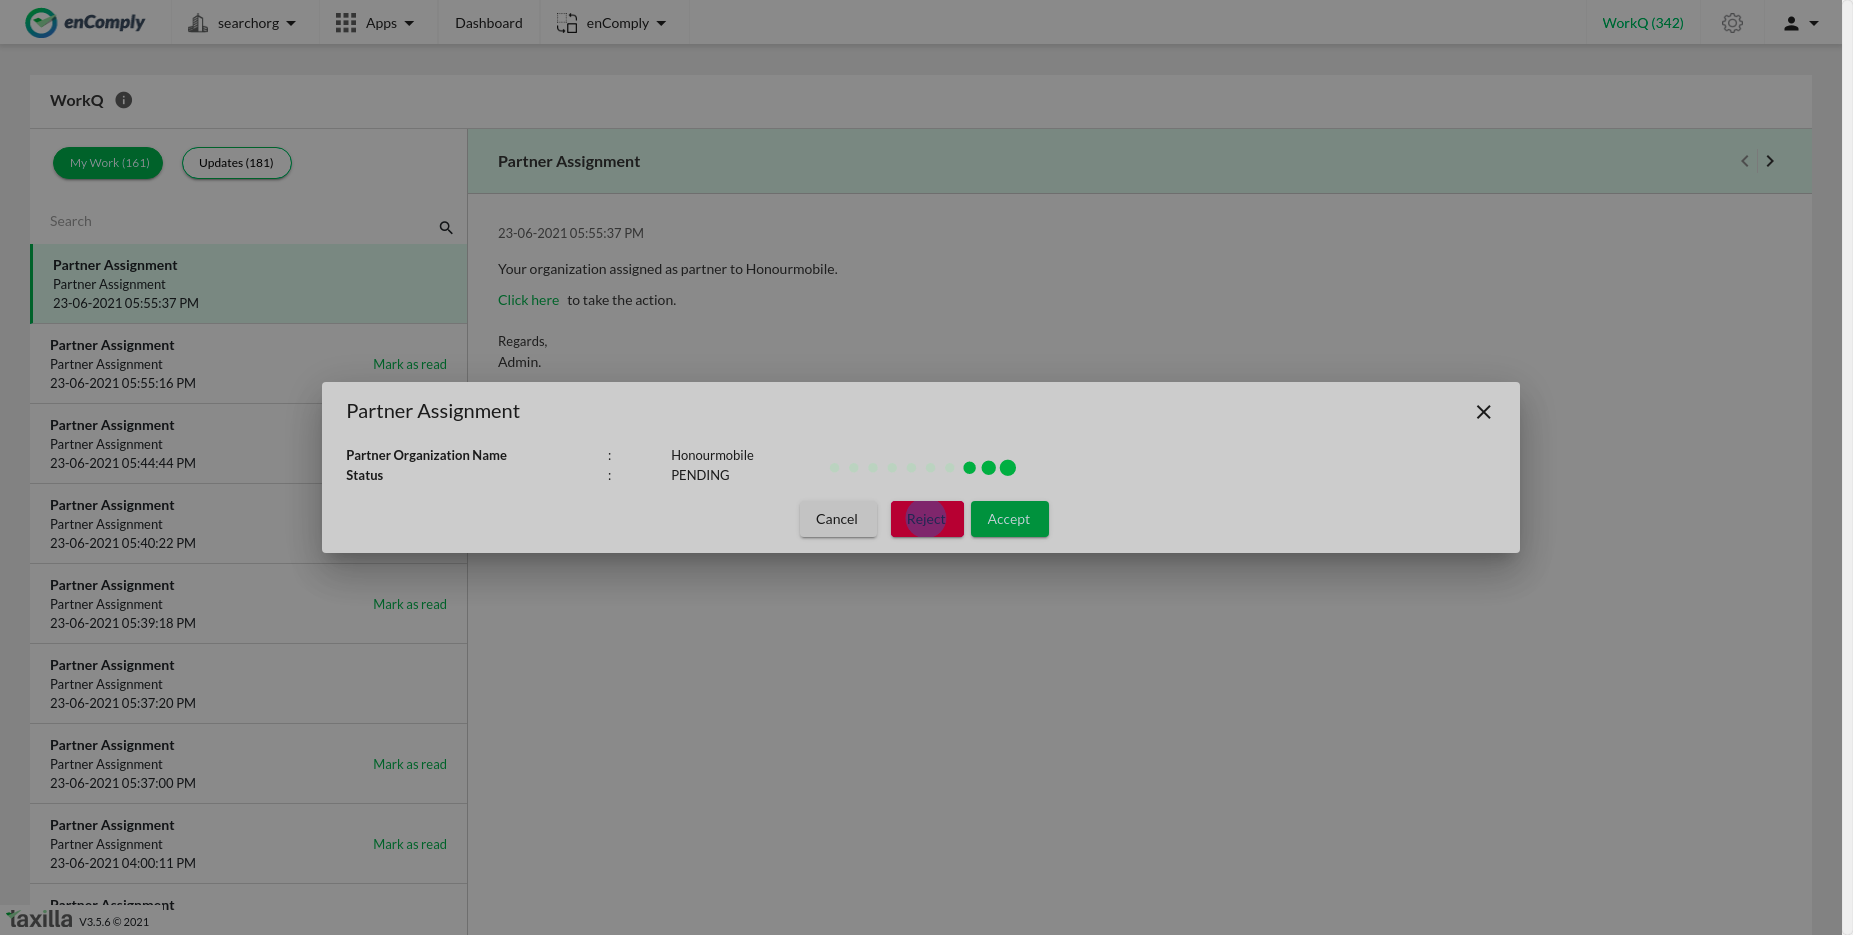 enComply
searchorg
Apps
Dashboard
enComply
WorkQ (342)
WorkQ
My Work (161)
Updates (181)
Search
Partner Assignment
Partner Assignment
23-06-2021 05:55:37 PM
Partner Assignment
Partner Assignment
Mark as read
23-06-2021 05:55:16 PM
Partner Assignment
Partner Assignment
23-06-2021 05:44:44 PM
Partner Assignment
Partner Assignment
23-06-2021 05:40:22 PM
Partner Assignment
Partner Assignment
Mark as read
23-06-2021 05:39:18 PM
Partner Assignment
Partner Assignment
23-06-2021 05:37:20 PM
Partner Assignment
Partner Assignment
Mark as read
23-06-2021 05:37:00 PM
Partner Assignment
Partner Assignment
Mark as read
23-06-2021 04:00:11 PM
Partner Assignment
taxilla V3.5.6 © 2021
Partner Assignment
23-06-2021 05:55:37 PM
Your organization assigned as partner to Honourmobile.
Click here to take the action.
Regards,
Admin.
Partner Assignment
Partner Organization Name : Honourmobile
Status : PENDING
Cancel
Reject
Accept